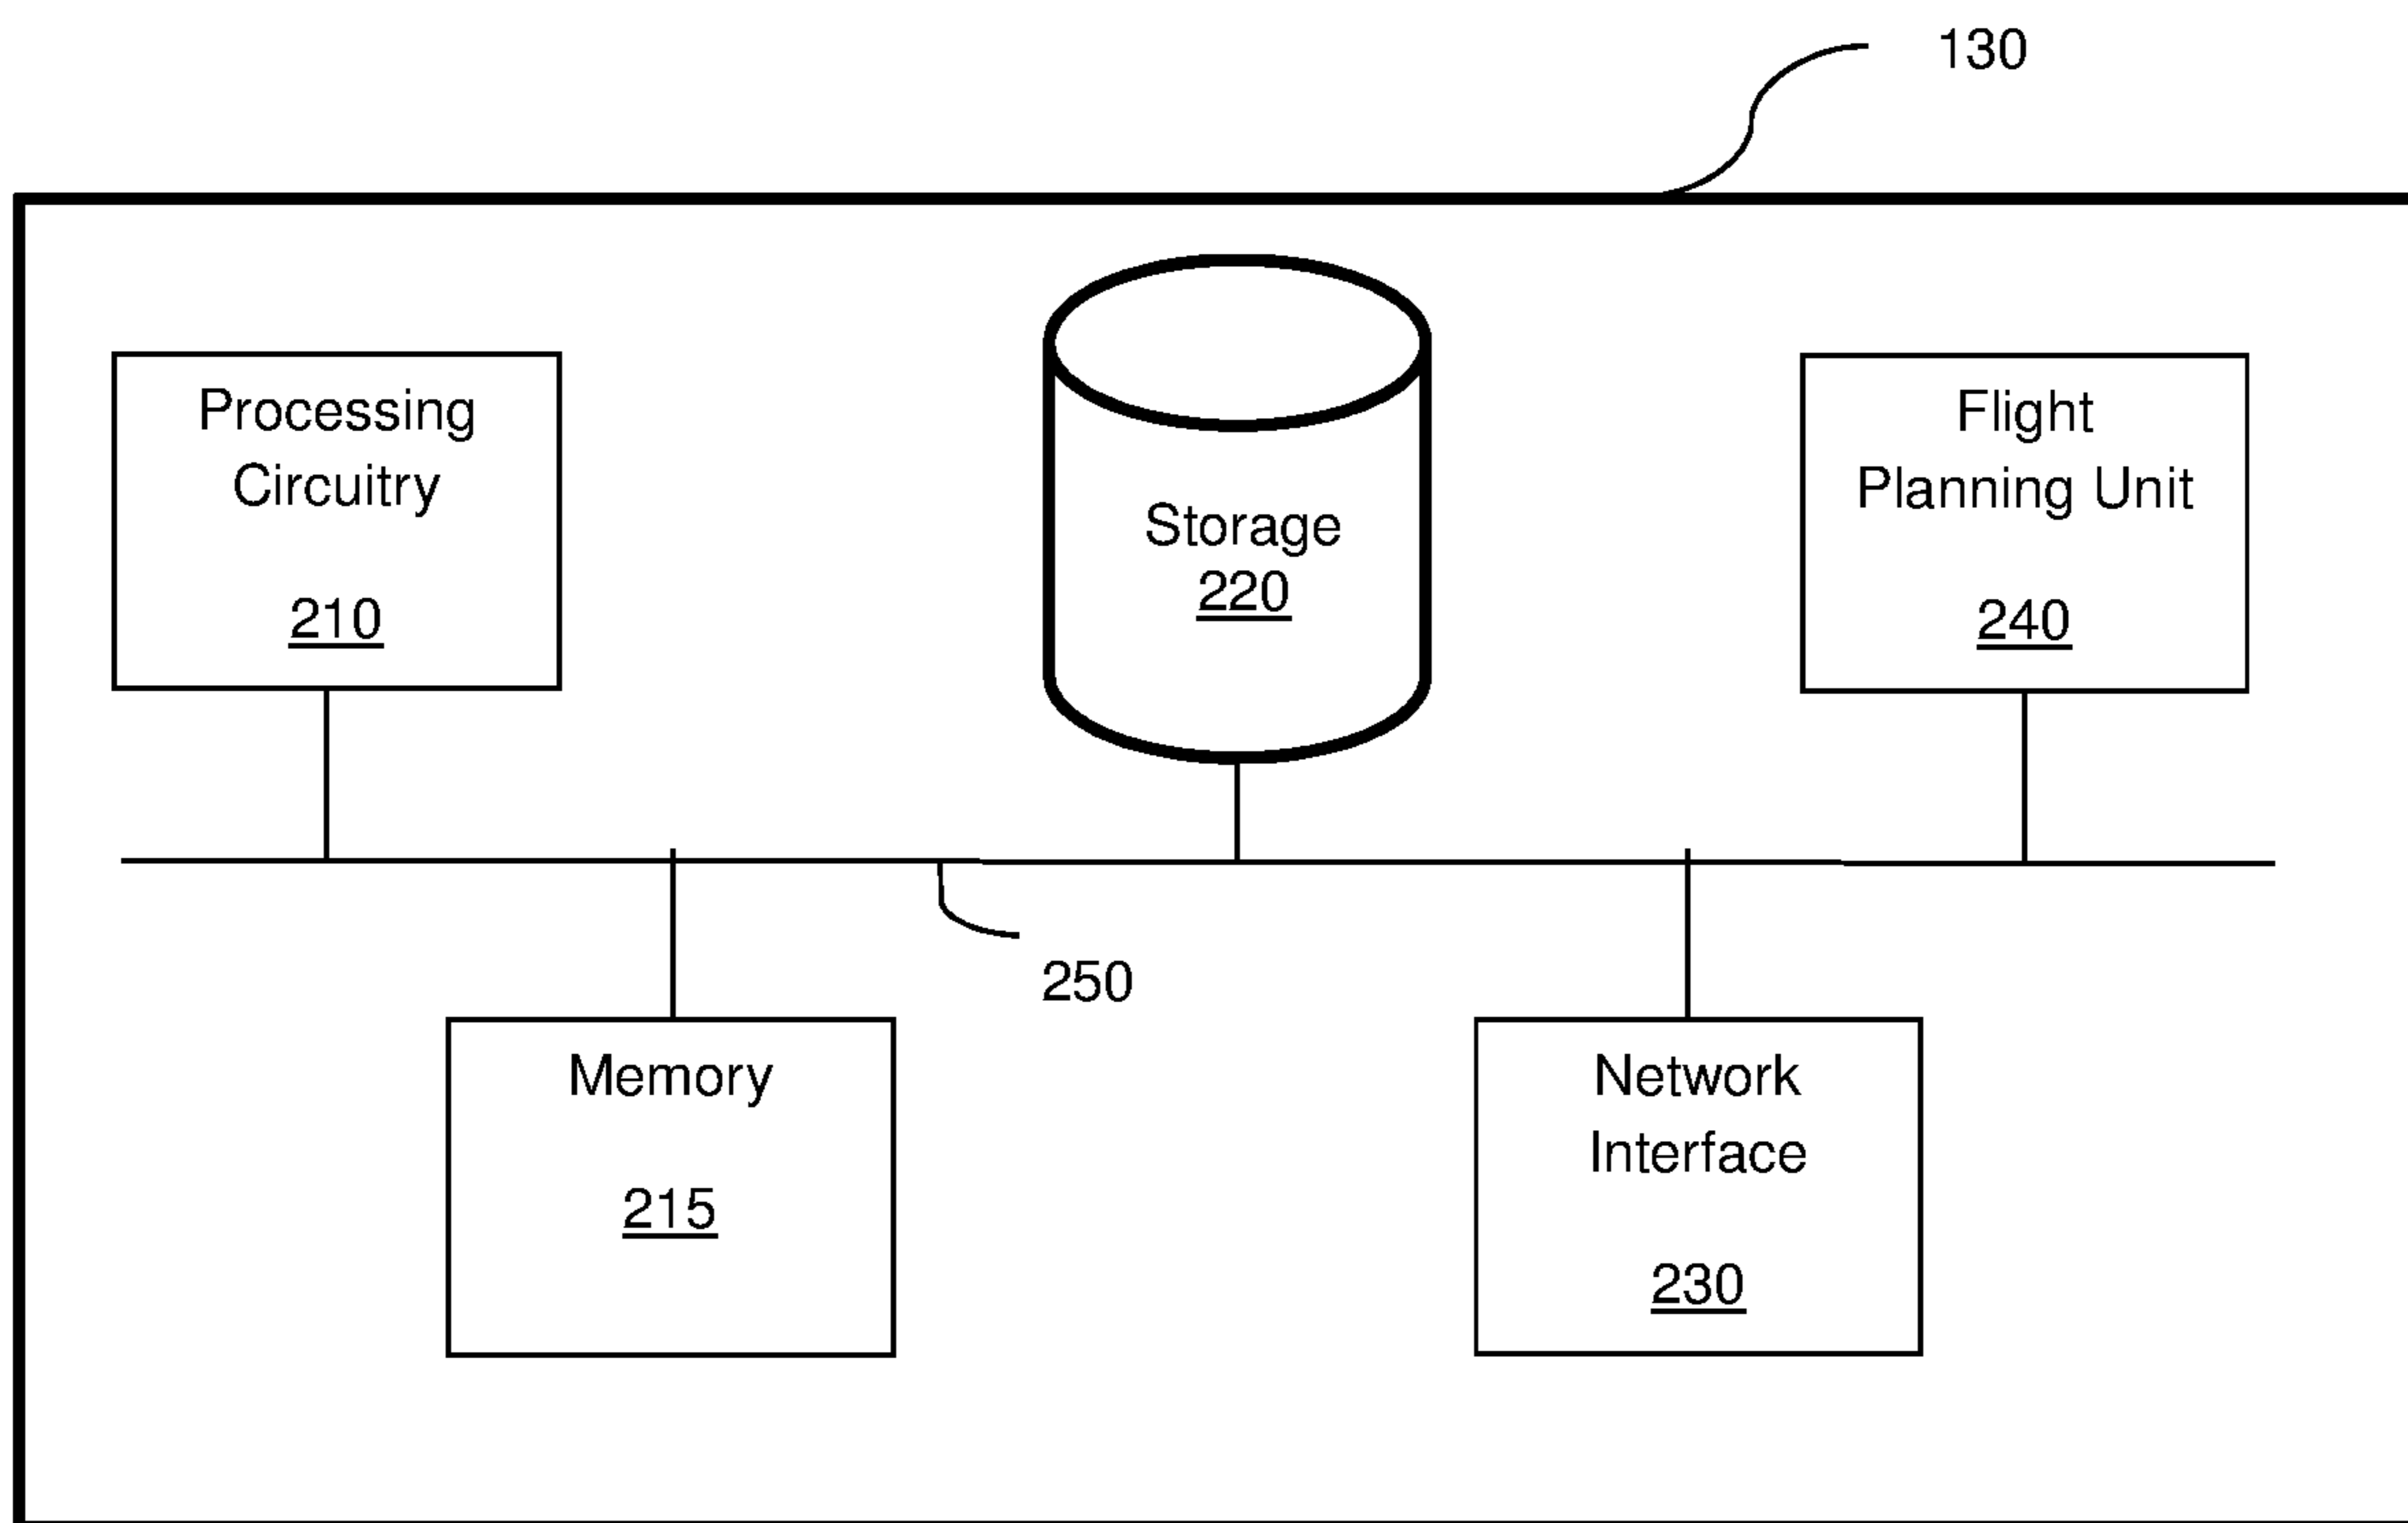 130
Processing
Circuitry
210
Storage
220
Flight
Planning Unit
240
250
Memory
215
Network
Interface
230